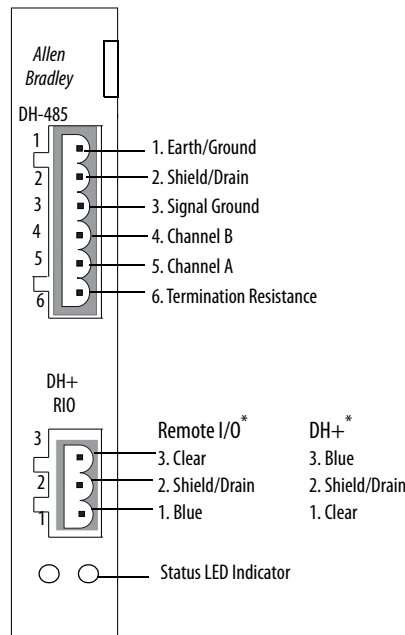 Allen
Bradley
DH-485
1
2
3
4
5
6
1. Earth/Ground
2. Shield/Drain
3. Signal Ground
4. Channel B
5. Channel A
6. Termination Resistance
DH+
RIO
3
2
1
Remote I/O*
3. Clear
2. Shield/Drain
1. Blue
DH+*
3. Blue
2. Shield/Drain
1. Clear
Status LED Indicator